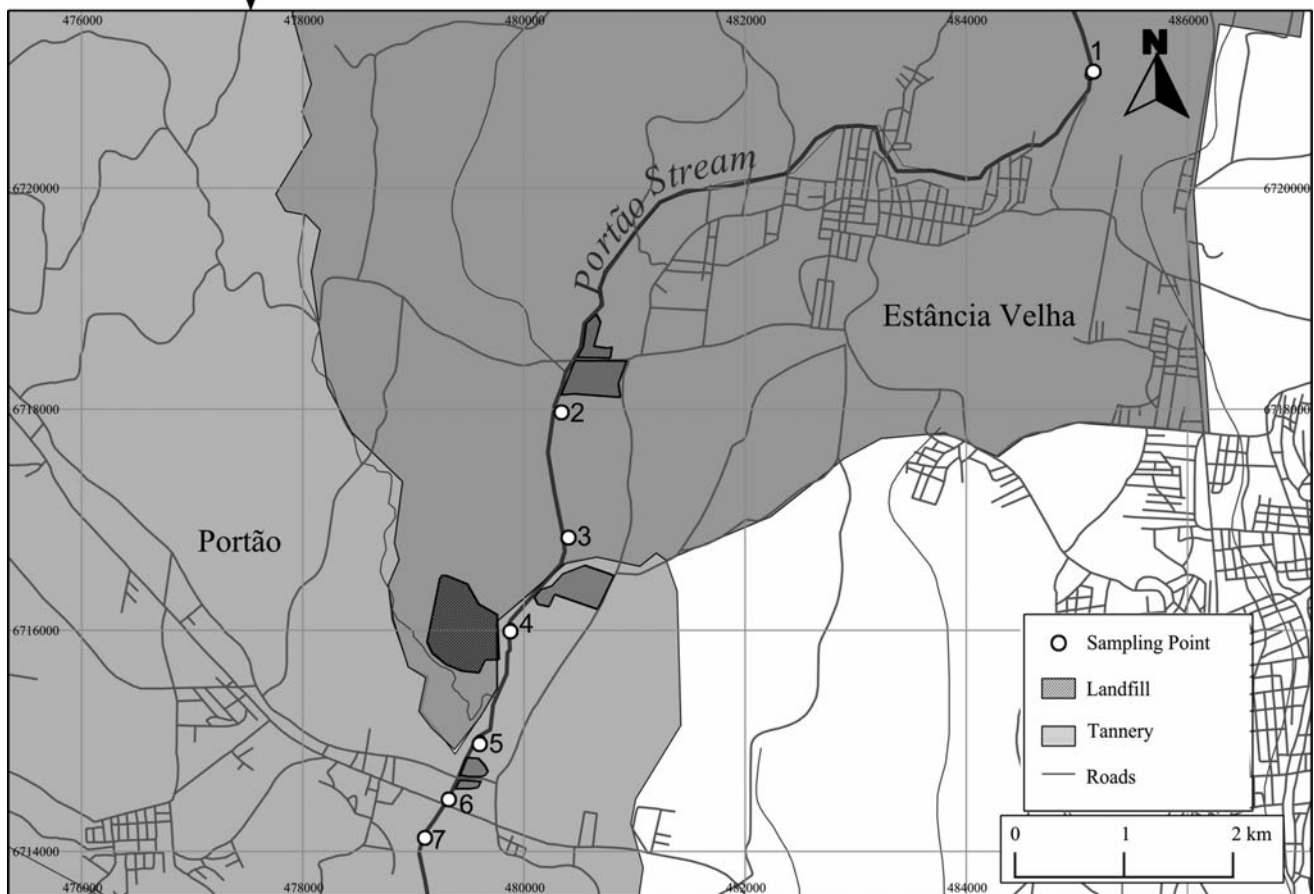 476000 478000 480000 482000 484000 486000
N
1
Portão Stream
6720000 6720000
Estância Velha
6718000 6718000
2
3
Portão
6716000
4
Sampling Point
Landfill
Tannery
Roads
5
6
7
0 1 2 km
6714000
476000 478000 480000 482000 484000